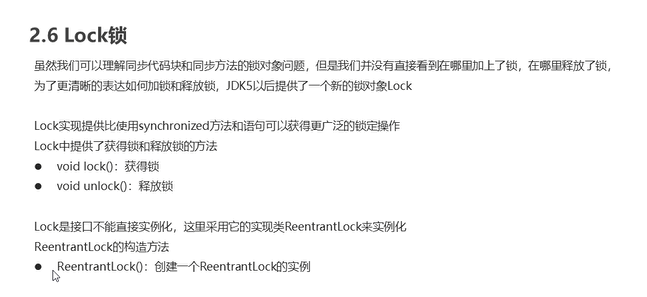 2.6 Lock锁
虽然我们可以理解同步代码块和同步方法的锁对象问题，但是我们并没有直接看到在哪里加上了锁，在哪里释放了锁，
为了更清晰的表达如何加锁和释放锁，JDK5以后提供了一个新的锁对象Lock
Lock实现提供比使用synchronized方法和语句可以获得更广泛的锁定操作
Lock中提供了获得锁和释放锁的方法
● void lock()：获得锁
● void unlock()：释放锁
Lock是接口不能直接实例化，这里采用它的实现类ReentrantLock来实例化
ReentrantLock的构造方法
● ReentrantLock()：创建一个ReentrantLock的实例